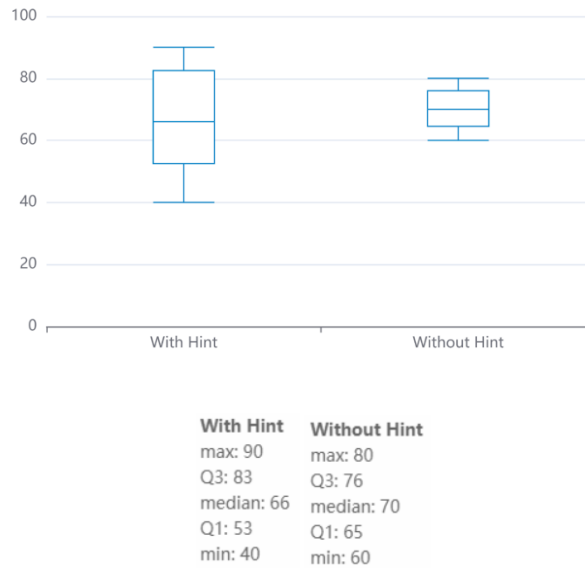 100
80
60
40
20
0
With Hint
Without Hint
With Hint
max: 90
Q3: 83
median: 66
Q1: 53
min: 40
Without Hint
max: 80
Q3: 76
median: 70
Q1: 65
min: 60